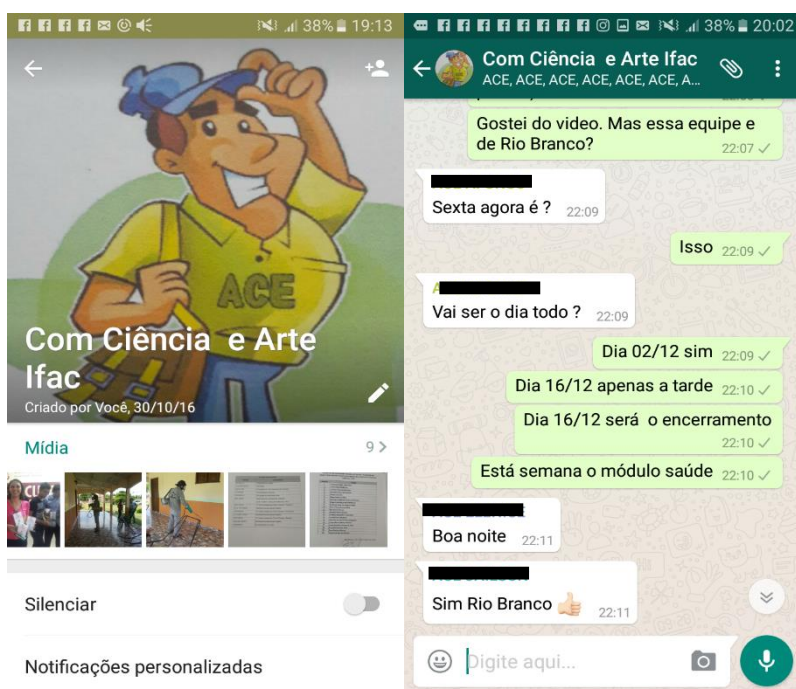 38% 19:13
ACE
Com Ciência e Arte
Ifac
Criado por Você, 30/10/16
Mídia
9 >
Silenciar
Notificações personalizadas
38% 20:02
Com Ciência e Arte Ifac
ACE, ACE, ACE, ACE, ACE, ACE, A...
Gostei do video. Mas essa equipe e
de Rio Branco?
22:07
Sexta agora é ? 22:09
Isso 22:09
Vai ser o dia todo ? 22:09
Dia 02/12 sim 22:09
Dia 16/12 apenas a tarde 22:10
Dia 16/12 será o encerramento
22:10
Está semana o módulo saúde 22:10
Boa noite 22:11
Sim Rio Branco 👍🏻 22:11
Digite aqui...